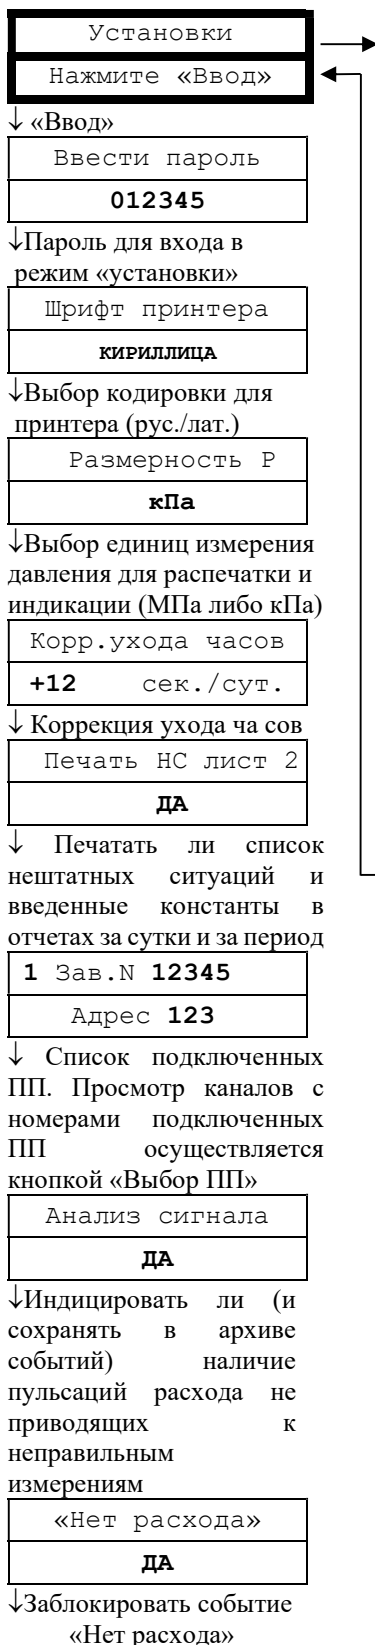 Установки
Нажмите «Ввод»
↓ «Ввод»
Ввести пароль
012345
↓Пароль для входа в
режим «установки»
Шрифт принтера
КИРИЛЛИЦА
↓Выбор кодировки для
принтера (рус./лат.)
Размерность Р
кПа
↓Выбор единиц измерения
давления для распечатки и
индикации (МПа либо кПа)
Корр.ухода часов
+12 сек./сут.
↓ Коррекция ухода ча сов
Печать НС лист 2
ДА
↓ Печатать ли список
нештатных ситуаций и
введенные константы в
отчетах за сутки и за период
1 Зав.N 12345
Адрес 123
↓ Список подключенных
ПП. Просмотр каналов с
номерами подключенных
ПП осуществляется
кнопкой «Выбор ПП»
Анализ сигнала
ДА
↓Индицировать ли (и
сохранять в архиве
событий) наличие
пульсаций расхода не
приводящих к
неправильным
измерениям
«Нет расхода»
ДА
↓Заблокировать событие
«Нет расхода»